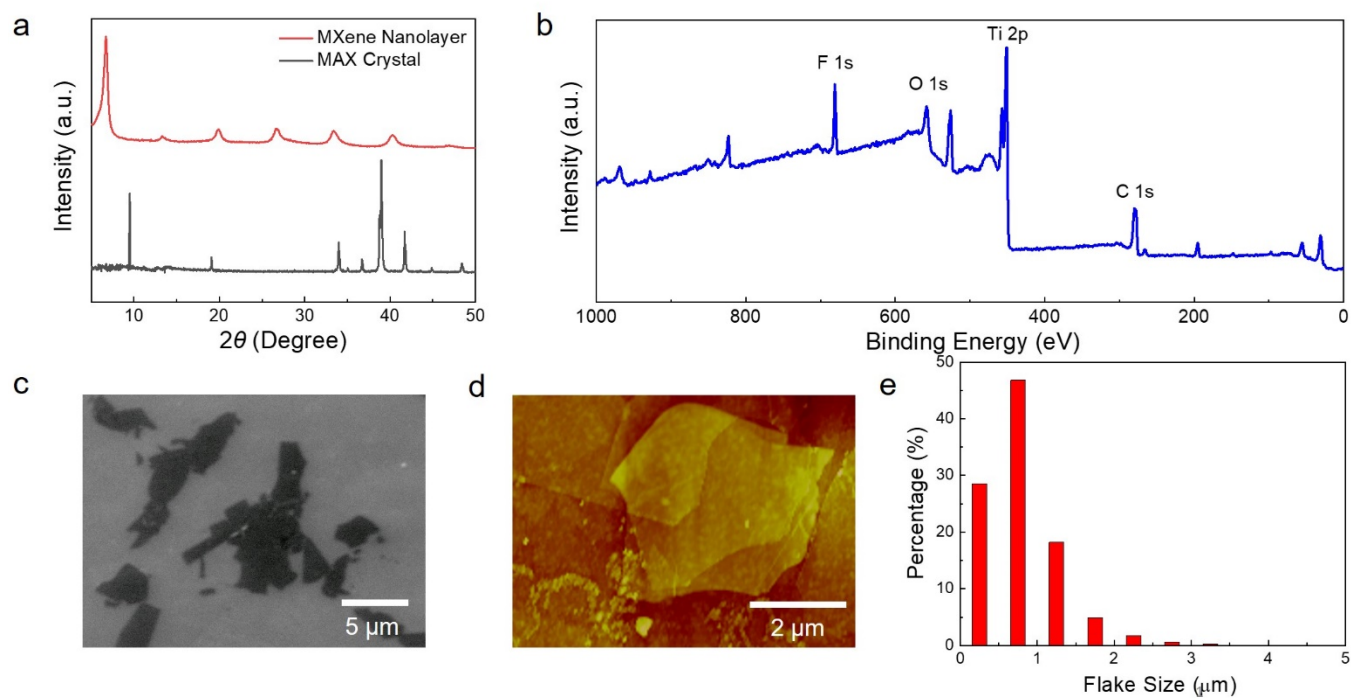 a
MXene Nanolayer
MAX Crystal
Intensity (a.u.)
10
20
30
40
50
2θ (Degree)
b
F 1s
O 1s
Ti 2p
C 1s
Intensity (a.u.)
1000
800
600
400
200
0
Binding Energy (eV)
c
5 μm
d
2 μm
e
50
40
30
20
10
0
Percentage (%)
0
1
2
3
4
5
Flake Size (μm)